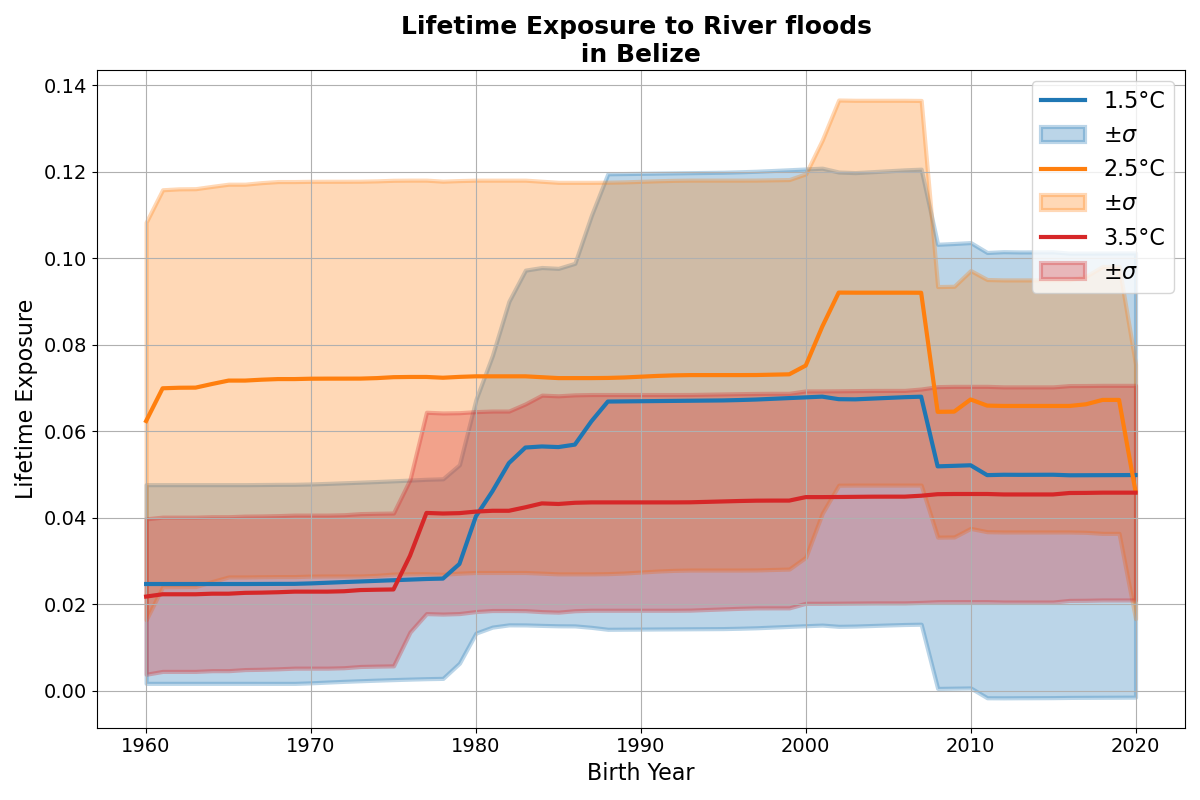 Lifetime Exposure to River floods
in Belize
Lifetime Exposure
0.14
0.12
0.10
0.08
0.06
0.04
0.02
0.00
1960
1970
1980
1990
2000
2010
2020
Birth Year
1.5°C
±σ
2.5°C
±σ
3.5°C
±σ